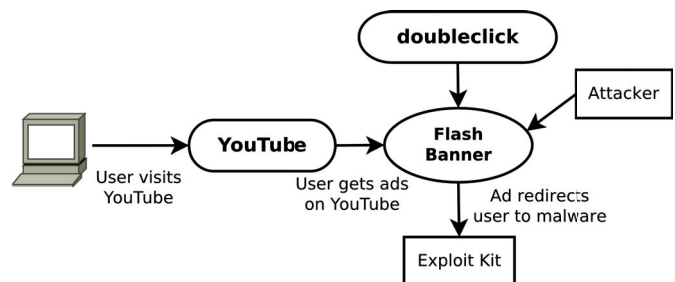 doubleclick
Attacker
YouTube
Flash
Banner
User visits
YouTube
User gets ads
on YouTube
Ad redirects
user to malware
Exploit Kit